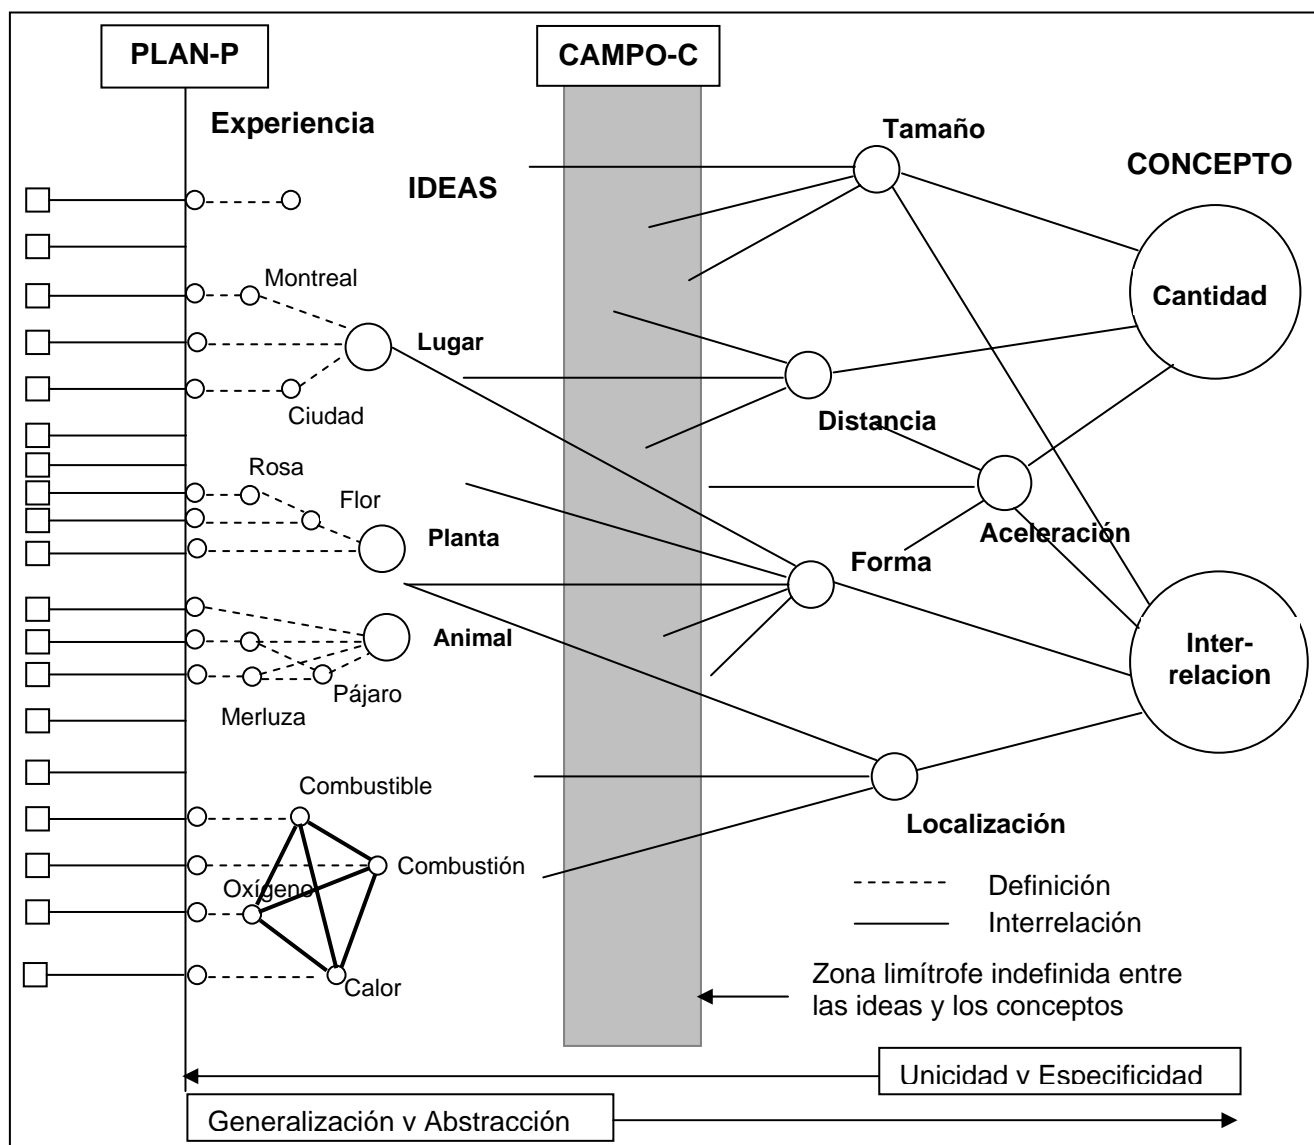 PLAN-P
CAMPO-C
Experiencia
Tamaño
CONCEPTO
IDEAS
Montreal
Cantidad
Lugar
Ciudad
Distancia
Rosa
Flor
Aceleración
Planta
Forma
Animal
Inter-
relacion
Pájaro
Merluza
Combustible
Localización
Combustión
Oxígeno
Definición
Interrelación
Calor
Zona limítrofe indefinida entre
las ideas y los conceptos
Unicidad y Especificidad
Generalización y Abstracción